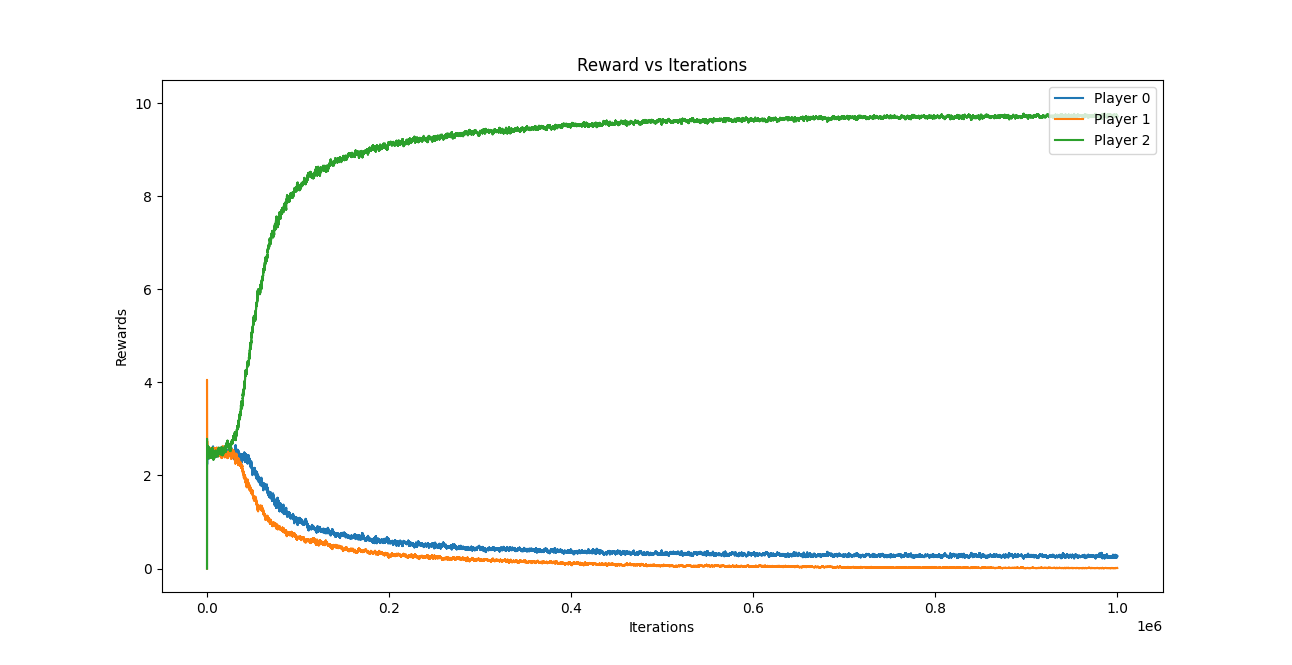 Reward vs Iterations
Player 0
Player 1
Player 2
10
8
6
4
2
0
Rewards
0.0 0.2 0.4 0.6 0.8 1.0
1e6
Iterations